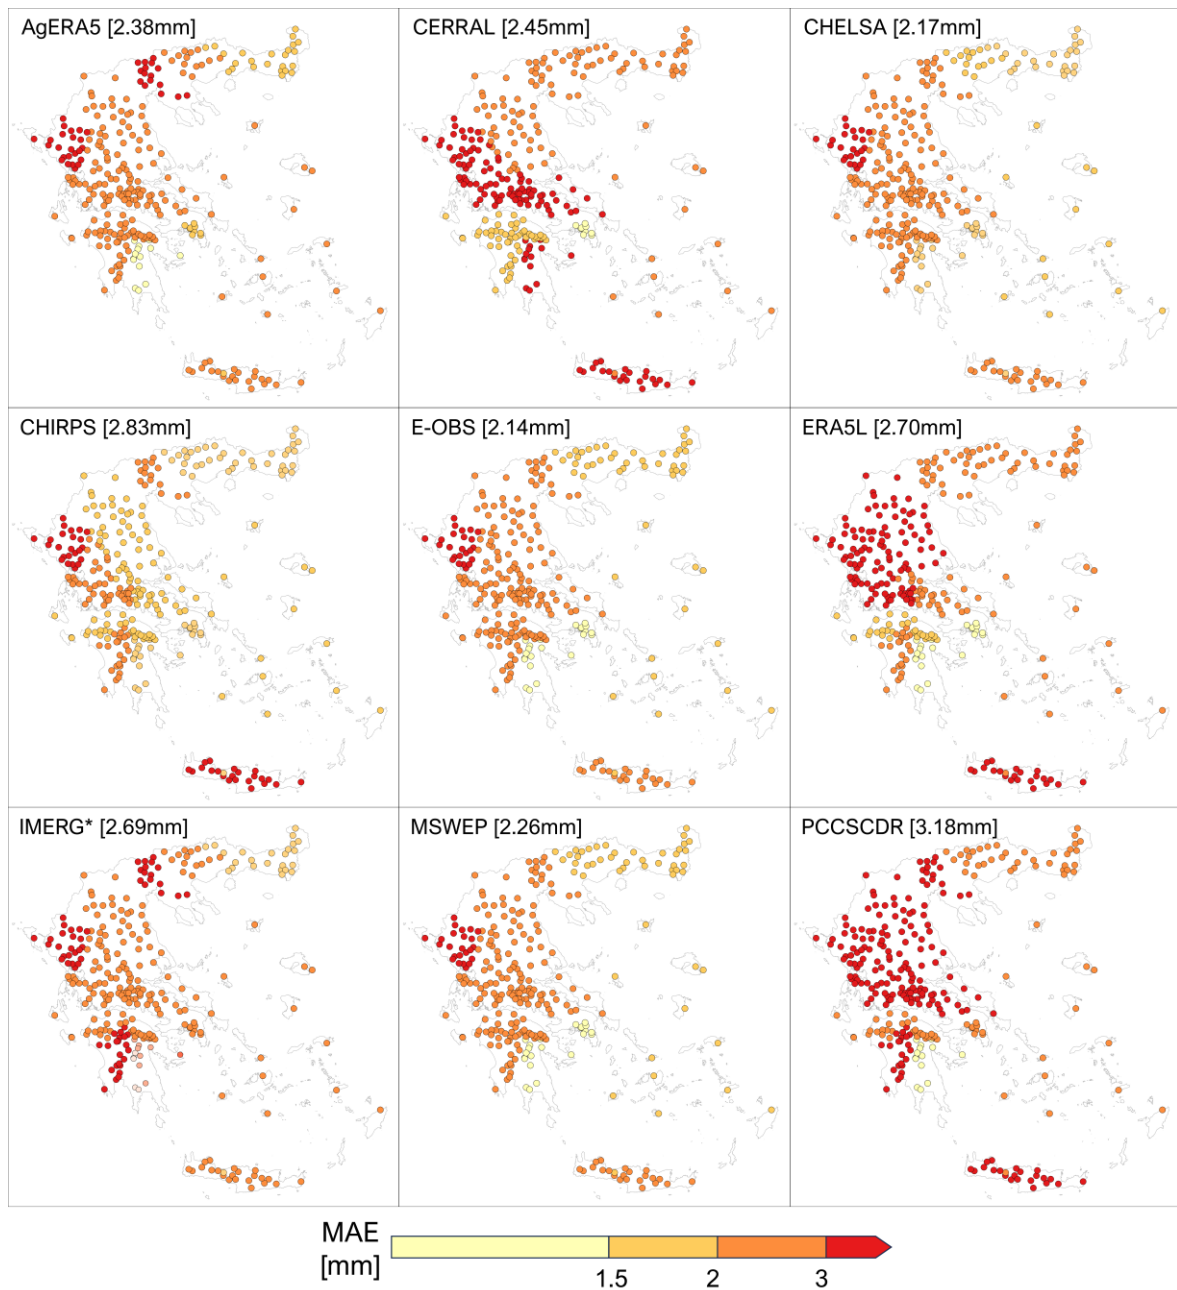 AgERA5 [2.38mm]
CERRAL [2.45mm]
CHELSA [2.17mm]
CHIRPS [2.83mm]
E-OBS [2.14mm]
ERA5L [2.70mm]
IMERG* [2.69mm]
MSWEP [2.26mm]
PCCSCDR [3.18mm]
MAE
[mm]
1.5
2
3